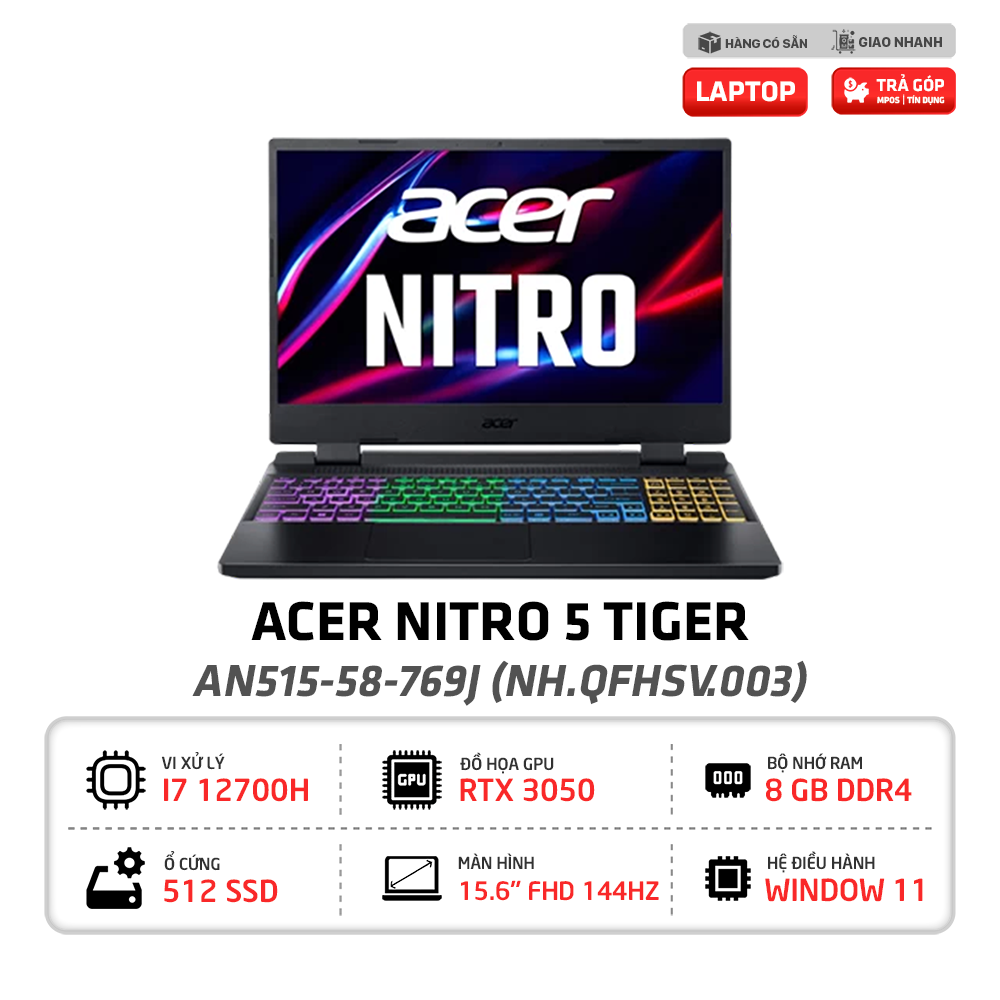 HÀNG CÓ SẴN
GIAO NHANH
LAPTOP
TRẢ GÓP
MPOS | TÍN DỤNG
acer
NITRO
acer
ACER NITRO 5 TIGER
AN515-58-769J (NH.QFHSV.003)
VI XỬ LÝ
I7 12700H
GPU
ĐỒ HỌA GPU
RTX 3050
BỘ NHỚ RAM
8 GB DDR4
Ổ CỨNG
512 SSD
MÀN HÌNH
15.6” FHD 144HZ
HỆ ĐIỀU HÀNH
WINDOW 11